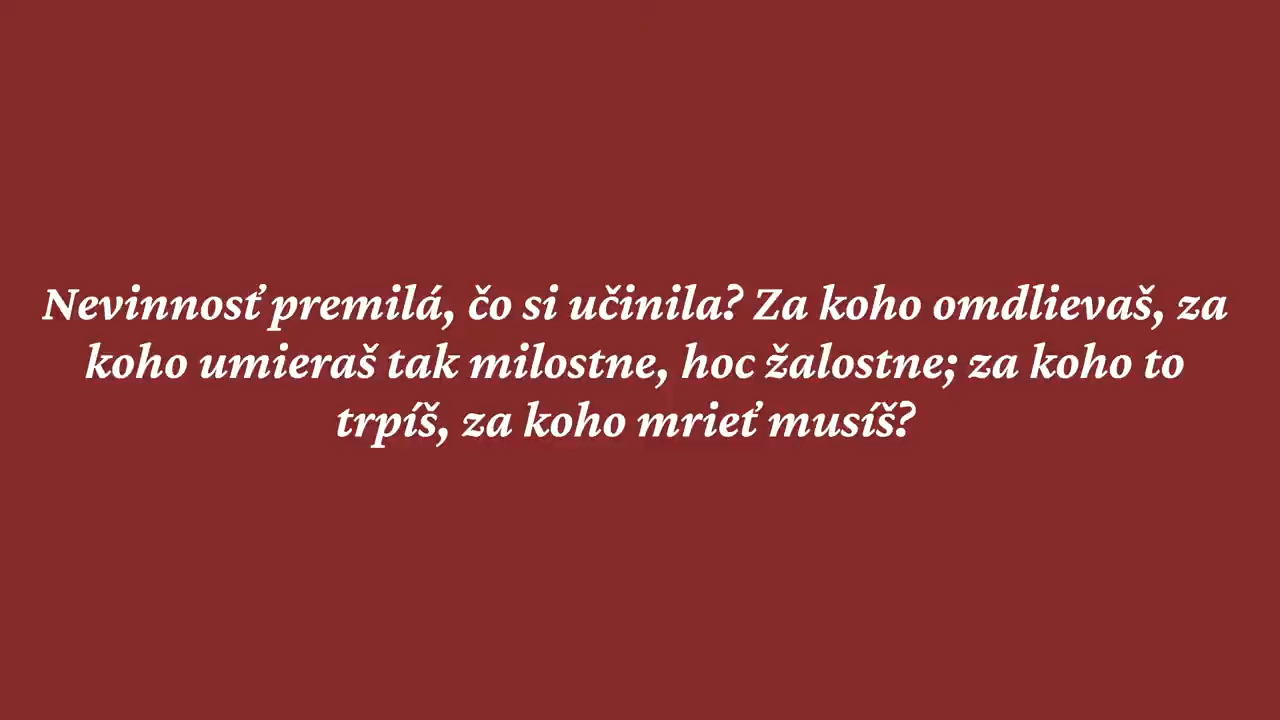 Nevinnosť premilá, čo si učinila? Za koho omdlievaš, za
koho umieraš tak milostne, hoc žalostne; za koho to
trpíš, za koho mrieť musíš?